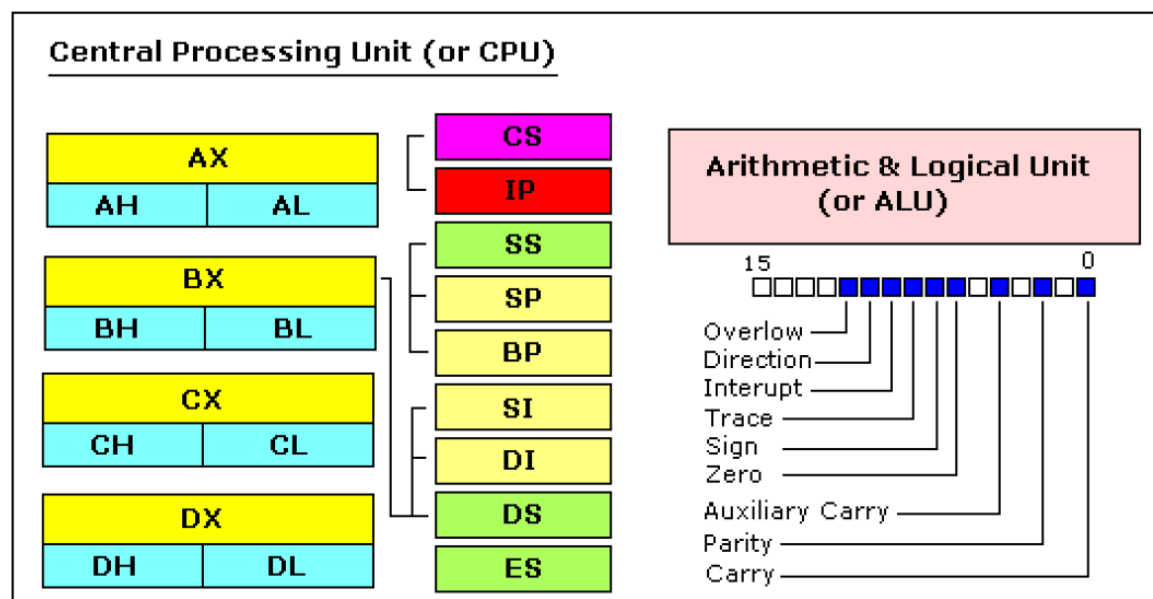 Central Processing Unit (or CPU)
AX
AH AL
BX
BH BL
CX
CH CL
DX
DH DL
CS
IP
SS
SP
BP
SI
DI
DS
ES
Arithmetic & Logical Unit
(or ALU)
15 0
Overlow
Direction
Interupt
Trace
Sign
Zero
Auxiliary Carry
Parity
Carry